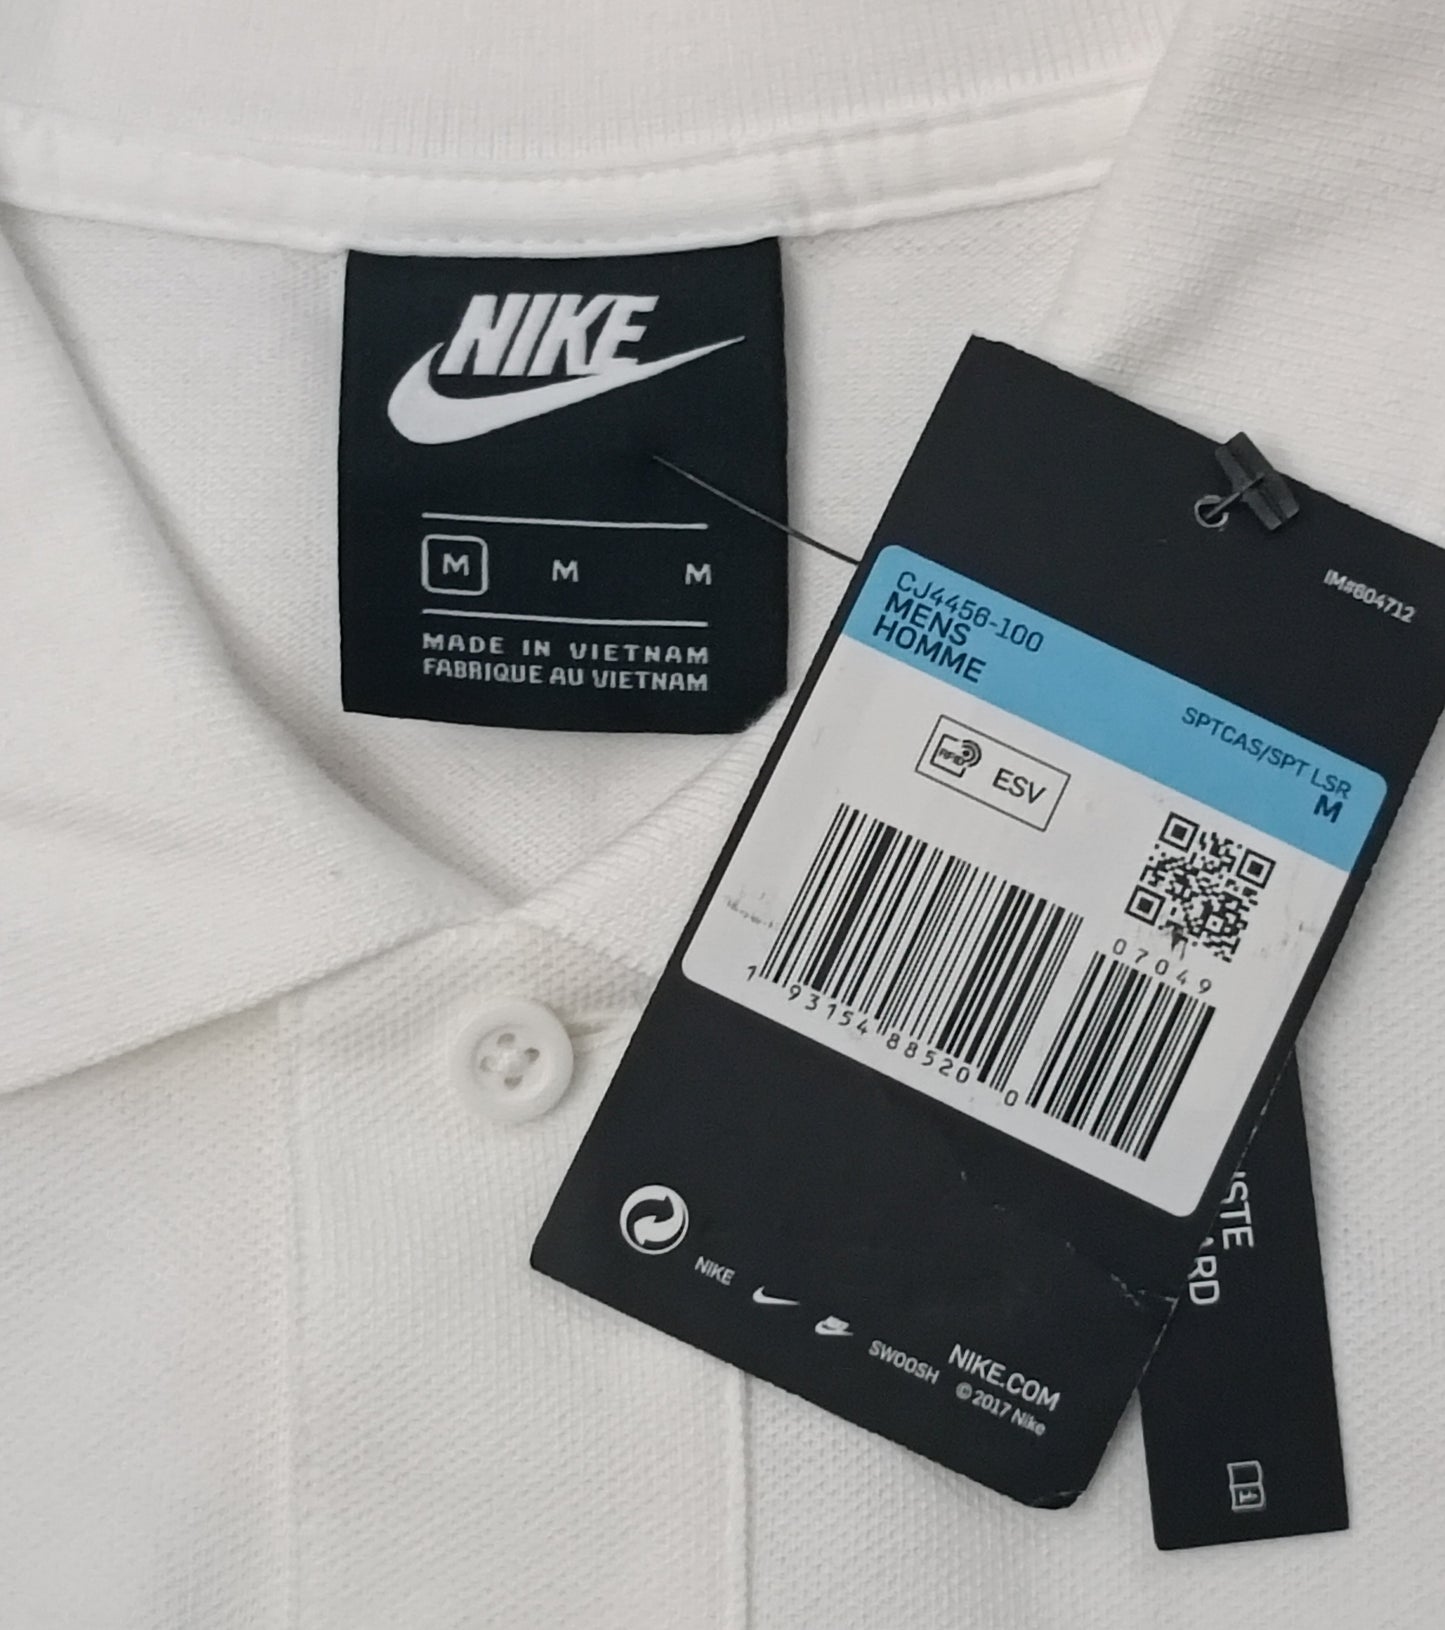 NIKE
M M M
MADE IN VIETNAM
FABRIQUE AU VIETNAM
IM#604712
CJ4456-100
MENS
HOMME
SPTCAS/SPT LSR
M
RFID ESV
07049
1 93154 88520 0
NIKE
SWOOSH
NIKE.COM
© 2017 Nike